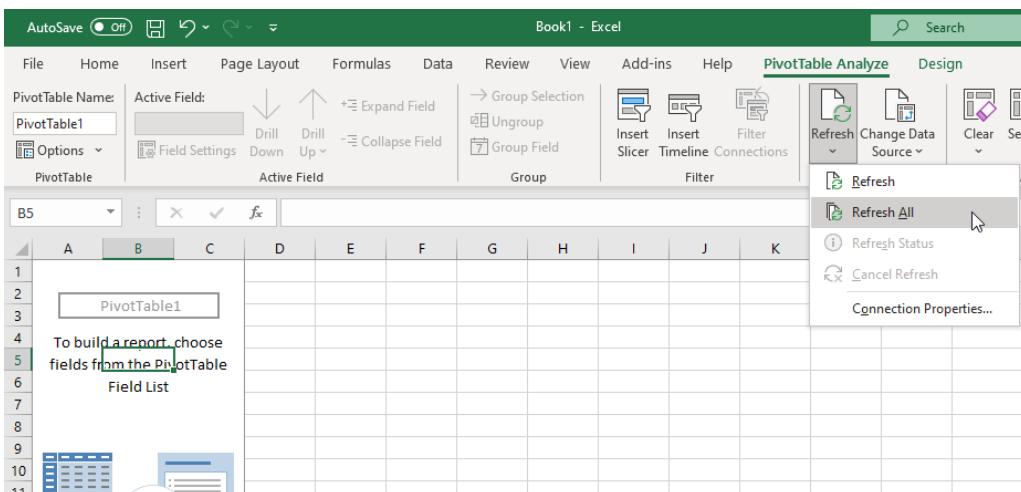 AutoSave Off Book1 - Excel Search
File Home Insert Page Layout Formulas Data Review View Add-ins Help PivotTable Analyze Design
PivotTable Name:
PivotTable1
Options
PivotTable
Active Field:
Field Settings
Drill
Down
Drill
Up
Expand Field
Collapse Field
Active Field
Group Selection
Ungroup
7 Group Field
Group
Insert
Slicer
Insert
Timeline
Filter
Connections
Filter
Refresh
Change Data
Source
Clear
Se
Refresh
Refresh All
Refresh Status
Cancel Refresh
Connection Properties...
B5 fx
A B C D E F G H I J K
1
2
3
4
5
6
7
8
9
10
11
PivotTable1
To build a report, choose
fields from the PivotTable
Field List